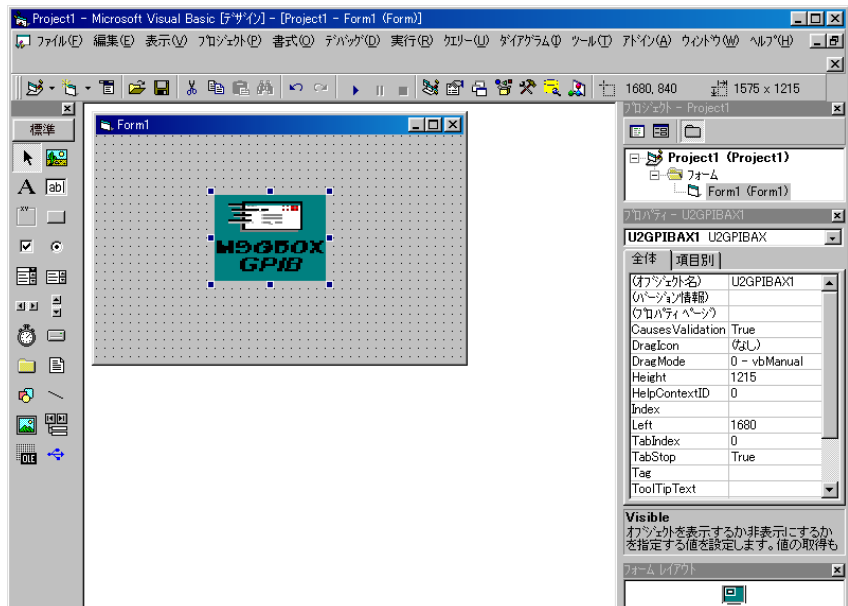 Project1 - Microsoft Visual Basic [ﾃﾞｻﾞｲﾝ] - [Project1 - Form1 (Form)]
ﾌｧｲﾙ(F) 編集(E) 表示(V) ﾌﾟﾛｼﾞｪｸﾄ(P) 書式(O) ﾃﾞﾊﾞｯｸﾞ(D) 実行(R) ｸｴﾘｰ(U) ﾀﾞｲｱｸﾞﾗﾑ(I) ﾂｰﾙ(T) ｱﾄﾞｲﾝ(A) ｳｨﾝﾄﾞｳ(W) ﾍﾙﾌﾟ(H)
1680, 840 1575 x 1215
標準
A
ab
XY
OLE
Form1
MSGBOX
GPIB
ﾌﾟﾛｼﾞｪｸﾄ - Project1
Project1 (Project1)
ﾌｫｰﾑ
Form1 (Form1)
ﾌﾟﾛﾊﾟﾃｨ - U2GPIBAX1
U2GPIBAX1 U2GPIBAX
全体 項目別
(ｵﾌﾞｼﾞｪｸﾄ名) U2GPIBAX1
(ﾊﾞｰｼﾞｮﾝ情報)
(ﾌﾟﾛﾊﾟﾃｨ ﾍﾟｰｼﾞ)
CausesValidation True
DragIcon (なし)
DragMode 0 - vbManual
Height 1215
HelpContextID 0
Index
Left 1680
TabIndex 0
TabStop True
Tag
ToolTipText
Visible
ｵﾌﾞｼﾞｪｸﾄを表示するか非表示にするか
を指定する値を設定します。値の取得も
ﾌｫｰﾑ ﾚｲｱｳﾄ